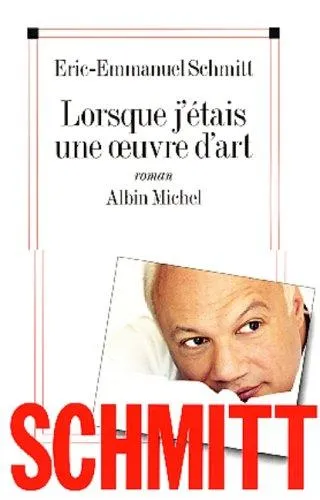 Eric-Emmanuel Schmitt
Lorsque j'étais
une œuvre d'art
roman
Albin Michel
SCHMITT